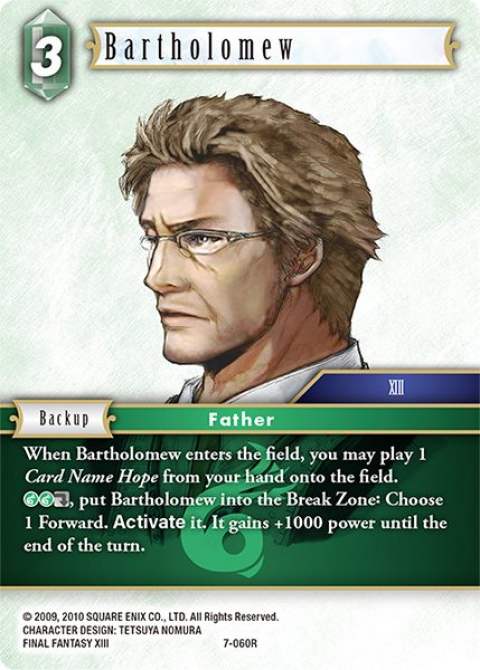 3
Bartholomew
XIII
Backup
Father
When Bartholomew enters the field, you may play 1
Card Name Hope from your hand onto the field.
, put Bartholomew into the Break Zone: Choose
1 Forward. Activate it. It gains +1000 power until the
end of the turn.
© 2009, 2010 SQUARE ENIX CO., LTD. All Rights Reserved.
CHARACTER DESIGN: TETSUYA NOMURA
FINAL FANTASY XIII
7-060R